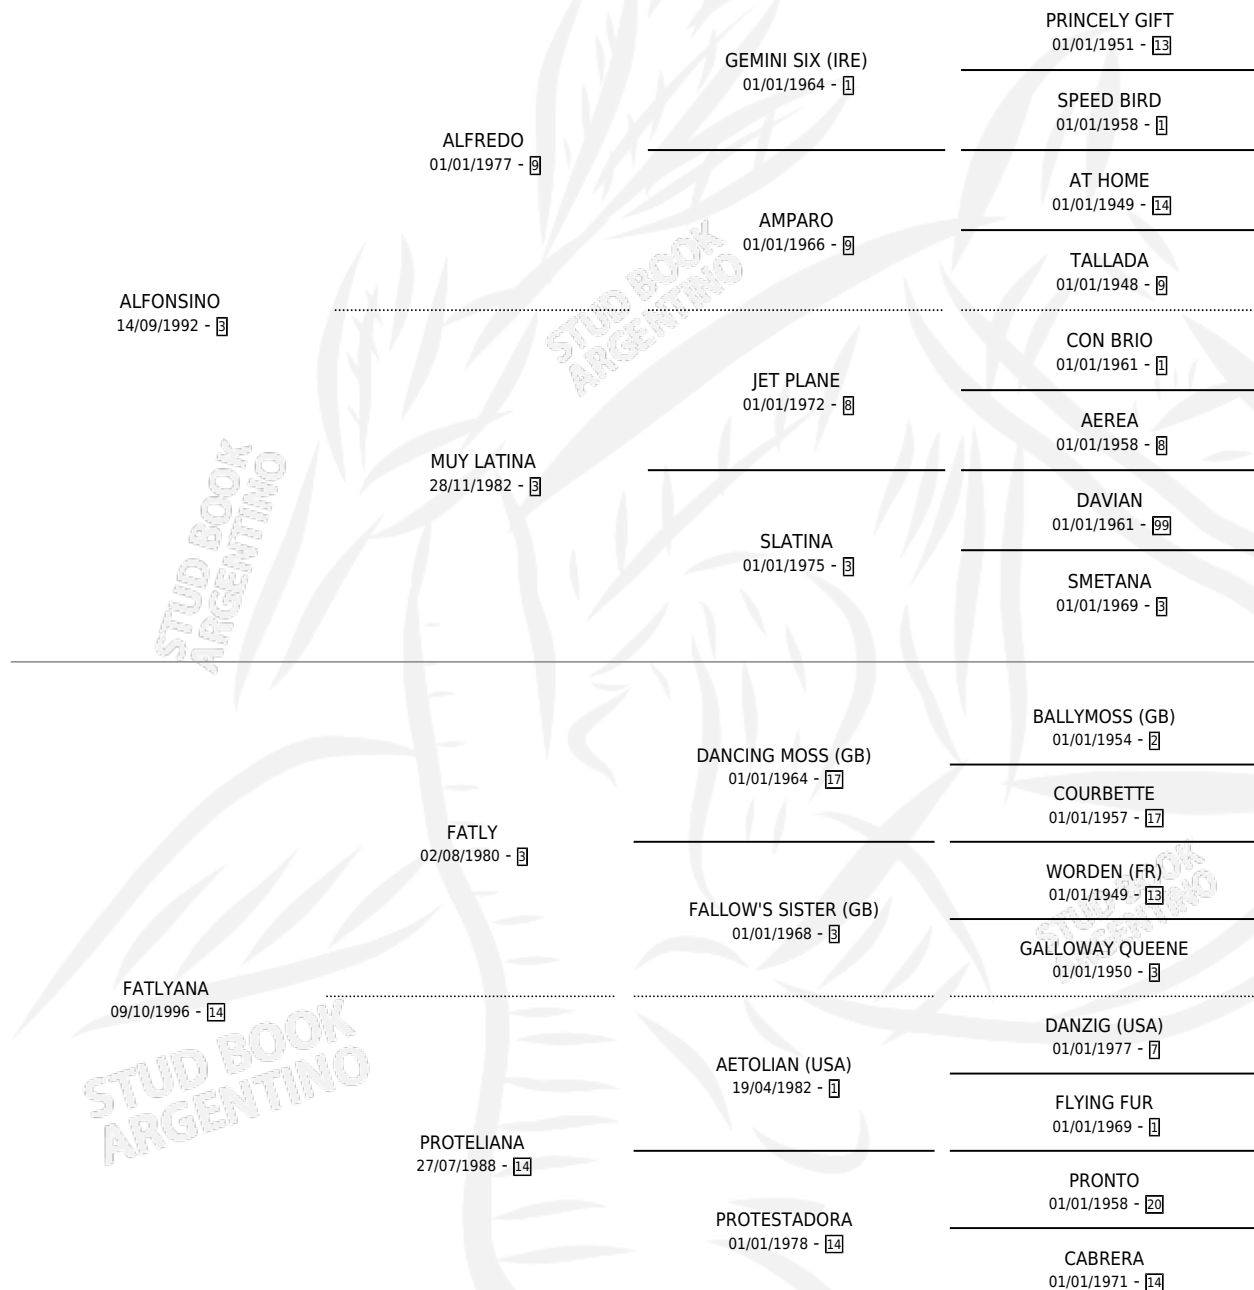 PRINCELY GIFT
01/01/1951 - 13
GEMINI SIX (IRE)
01/01/1964 - 1
SPEED BIRD
01/01/1958 - 1
ALFREDO
01/01/1977 - 9
AT HOME
01/01/1949 - 14
AMPARO
01/01/1966 - 9
TALLADA
01/01/1948 - 9
ALFONSINO
14/09/1992 - 3
CON BRIO
01/01/1961 - 1
JET PLANE
01/01/1972 - 8
AEREA
01/01/1958 - 8
MUY LATINA
28/11/1982 - 3
DAVIAN
01/01/1961 - 99
SLATINA
01/01/1975 - 3
SMETANA
01/01/1969 - 3
BALLYMOSS (GB)
01/01/1954 - 2
DANCING MOSS (GB)
01/01/1964 - 17
COURBETTE
01/01/1957 - 17
FATLY
02/08/1980 - 3
WORDEN (FR)
01/01/1949 - 13
FALLOW'S SISTER (GB)
01/01/1968 - 3
GALLOWAY QUEENE
01/01/1950 - 3
FATLYANA
09/10/1996 - 14
DANZIG (USA)
01/01/1977 - 7
AETOLIAN (USA)
19/04/1982 - 1
FLYING FUR
01/01/1969 - 1
PROTELIANA
27/07/1988 - 14
PRONTO
01/01/1958 - 20
PROTESTADORA
01/01/1978 - 14
CABRERA
01/01/1971 - 14
STUD BOOK
ARGENTINO
STUD BOOK
ARGENTINO
STUD BOOK
ARGENTINO
STUD BOOK
ARGENTINO